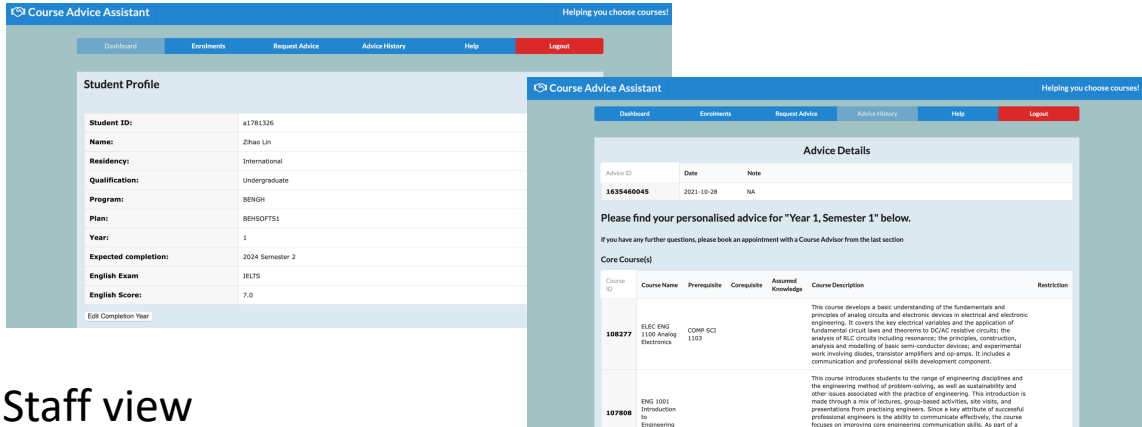 Course Advice Assistant
Helping you choose courses!
Dashboard Enrolments Request Advice Advice History Help Logout
Student Profile
Student ID: a1781326
Name: Zihao Lin
Residency: International
Qualification: Undergraduate
Program: BENGH
Plan: BEHSOFTS1
Year: 1
Expected completion: 2024 Semester 2
English Exam IELTS
English Score: 7.0
Edit Completion Year
Course Advice Assistant
Helping you choose courses!
Dashboard Enrolments Request Advice Advice History Help Logout
Advice Details
Advice ID Date Note
1635460045 2021-10-28 NA
Please find your personalised advice for "Year 1, Semester 1" below.
If you have any further questions, please book an appointment with a Course Advisor from the last section
Core Course(s)
Course ID Course Name Prerequisite Corequisite Assumed Knowledge Course Description Restriction
108277
ELEC ENG
1100 Analog
Electronics
COMP SCI
1103
This course develops a basic understanding of the fundamentals and
principles of analog circuits and electronic devices in electrical and electronic
engineering. It covers the key electrical variables and the application of
fundamental circuit laws and theorems to DC/AC resistive circuits; the
analysis of RLC circuits including resonance; the principles, construction,
analysis and modelling of basic semi-conductor devices; and experimental
work involving diodes, transistor amplifiers and op-amps. It includes a
communication and professional skills development component.
107808
ENG 1001
Introduction
to
Engineering
This course introduces students to the range of engineering disciplines and
the engineering method of problem-solving, as well as sustainability and
other issues associated with the practice of engineering. This introduction is
made through a mix of lectures, group-based activities, site visits, and
presentations from practising engineers. Since a key attribute of successful
professional engineers is the ability to communicate effectively, the course
focuses on improving core engineering communication skills. As part of a
Staff view